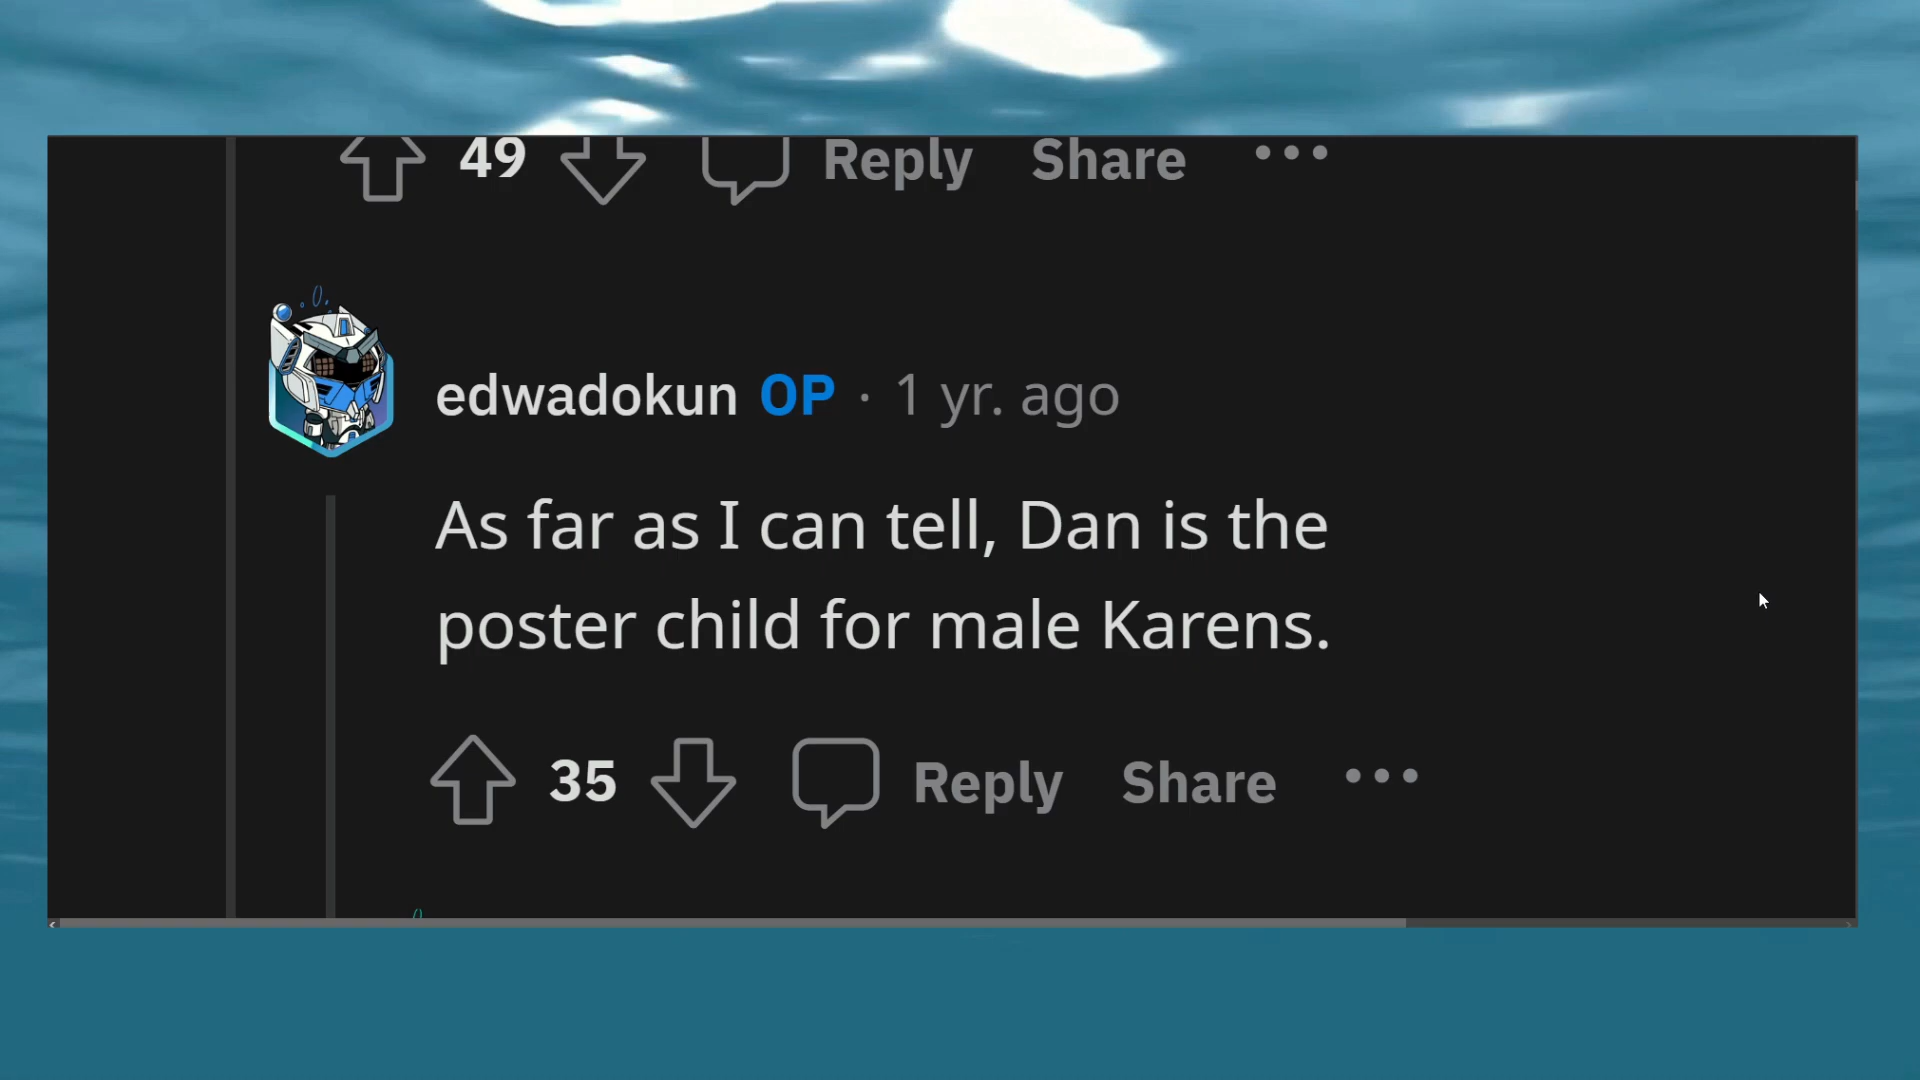 49 Reply Share •••
edwadokun OP · 1 yr. ago
As far as I can tell, Dan is the
poster child for male Karens.
35 Reply Share •••